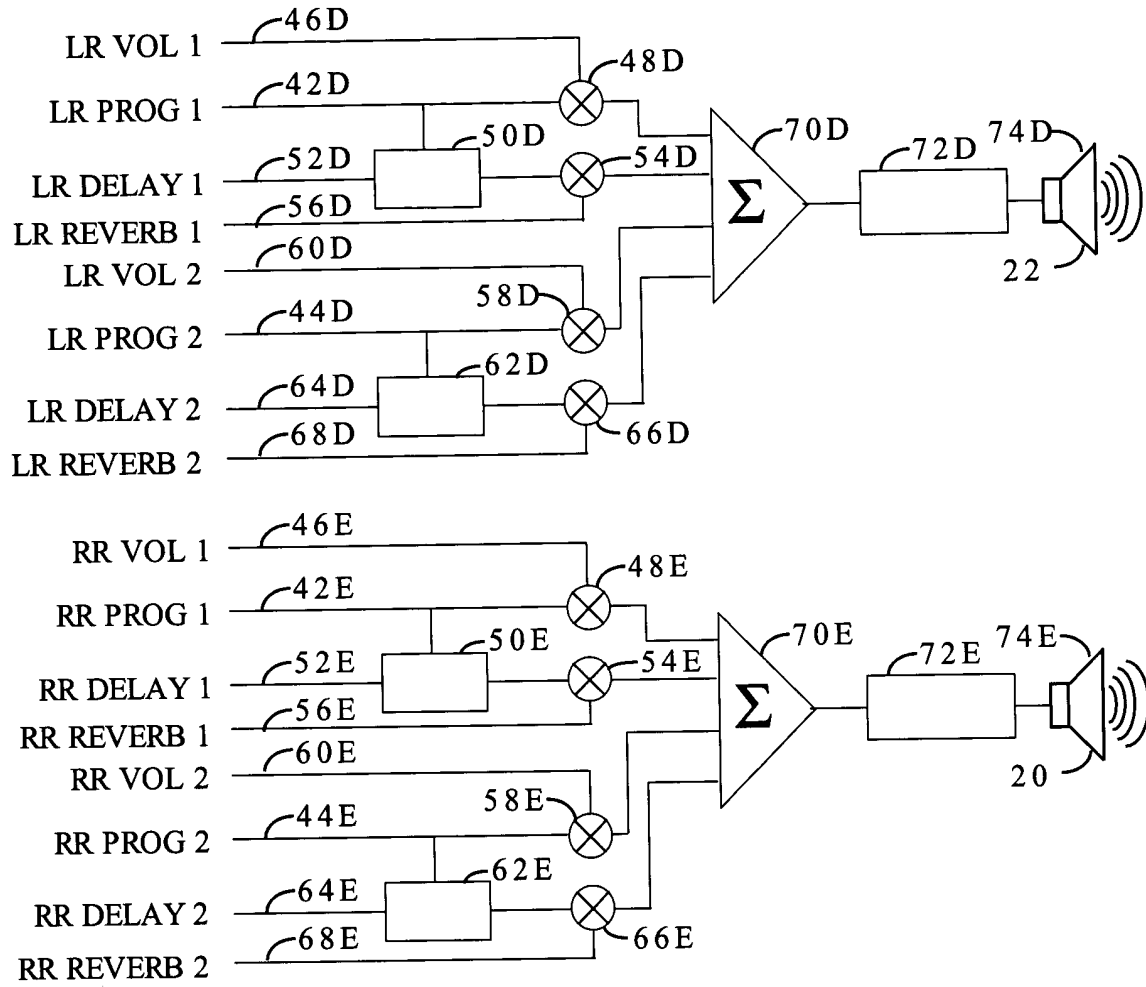 46D
LR VOL 1
48D
42D
LR PROG 1
70D
74D
50D
72D
52D
54D
LR DELAY 1
Σ
56D
LR REVERB 1
60D
LR VOL 2
22
58D
44D
LR PROG 2
62D
64D
LR DELAY 2
66D
68D
LR REVERB 2
46E
RR VOL 1
48E
42E
RR PROG 1
70E
74E
50E
72E
52E
54E
RR DELAY 1
Σ
56E
RR REVERB 1
60E
RR VOL 2
20
58E
44E
RR PROG 2
62E
64E
RR DELAY 2
66E
68E
RR REVERB 2